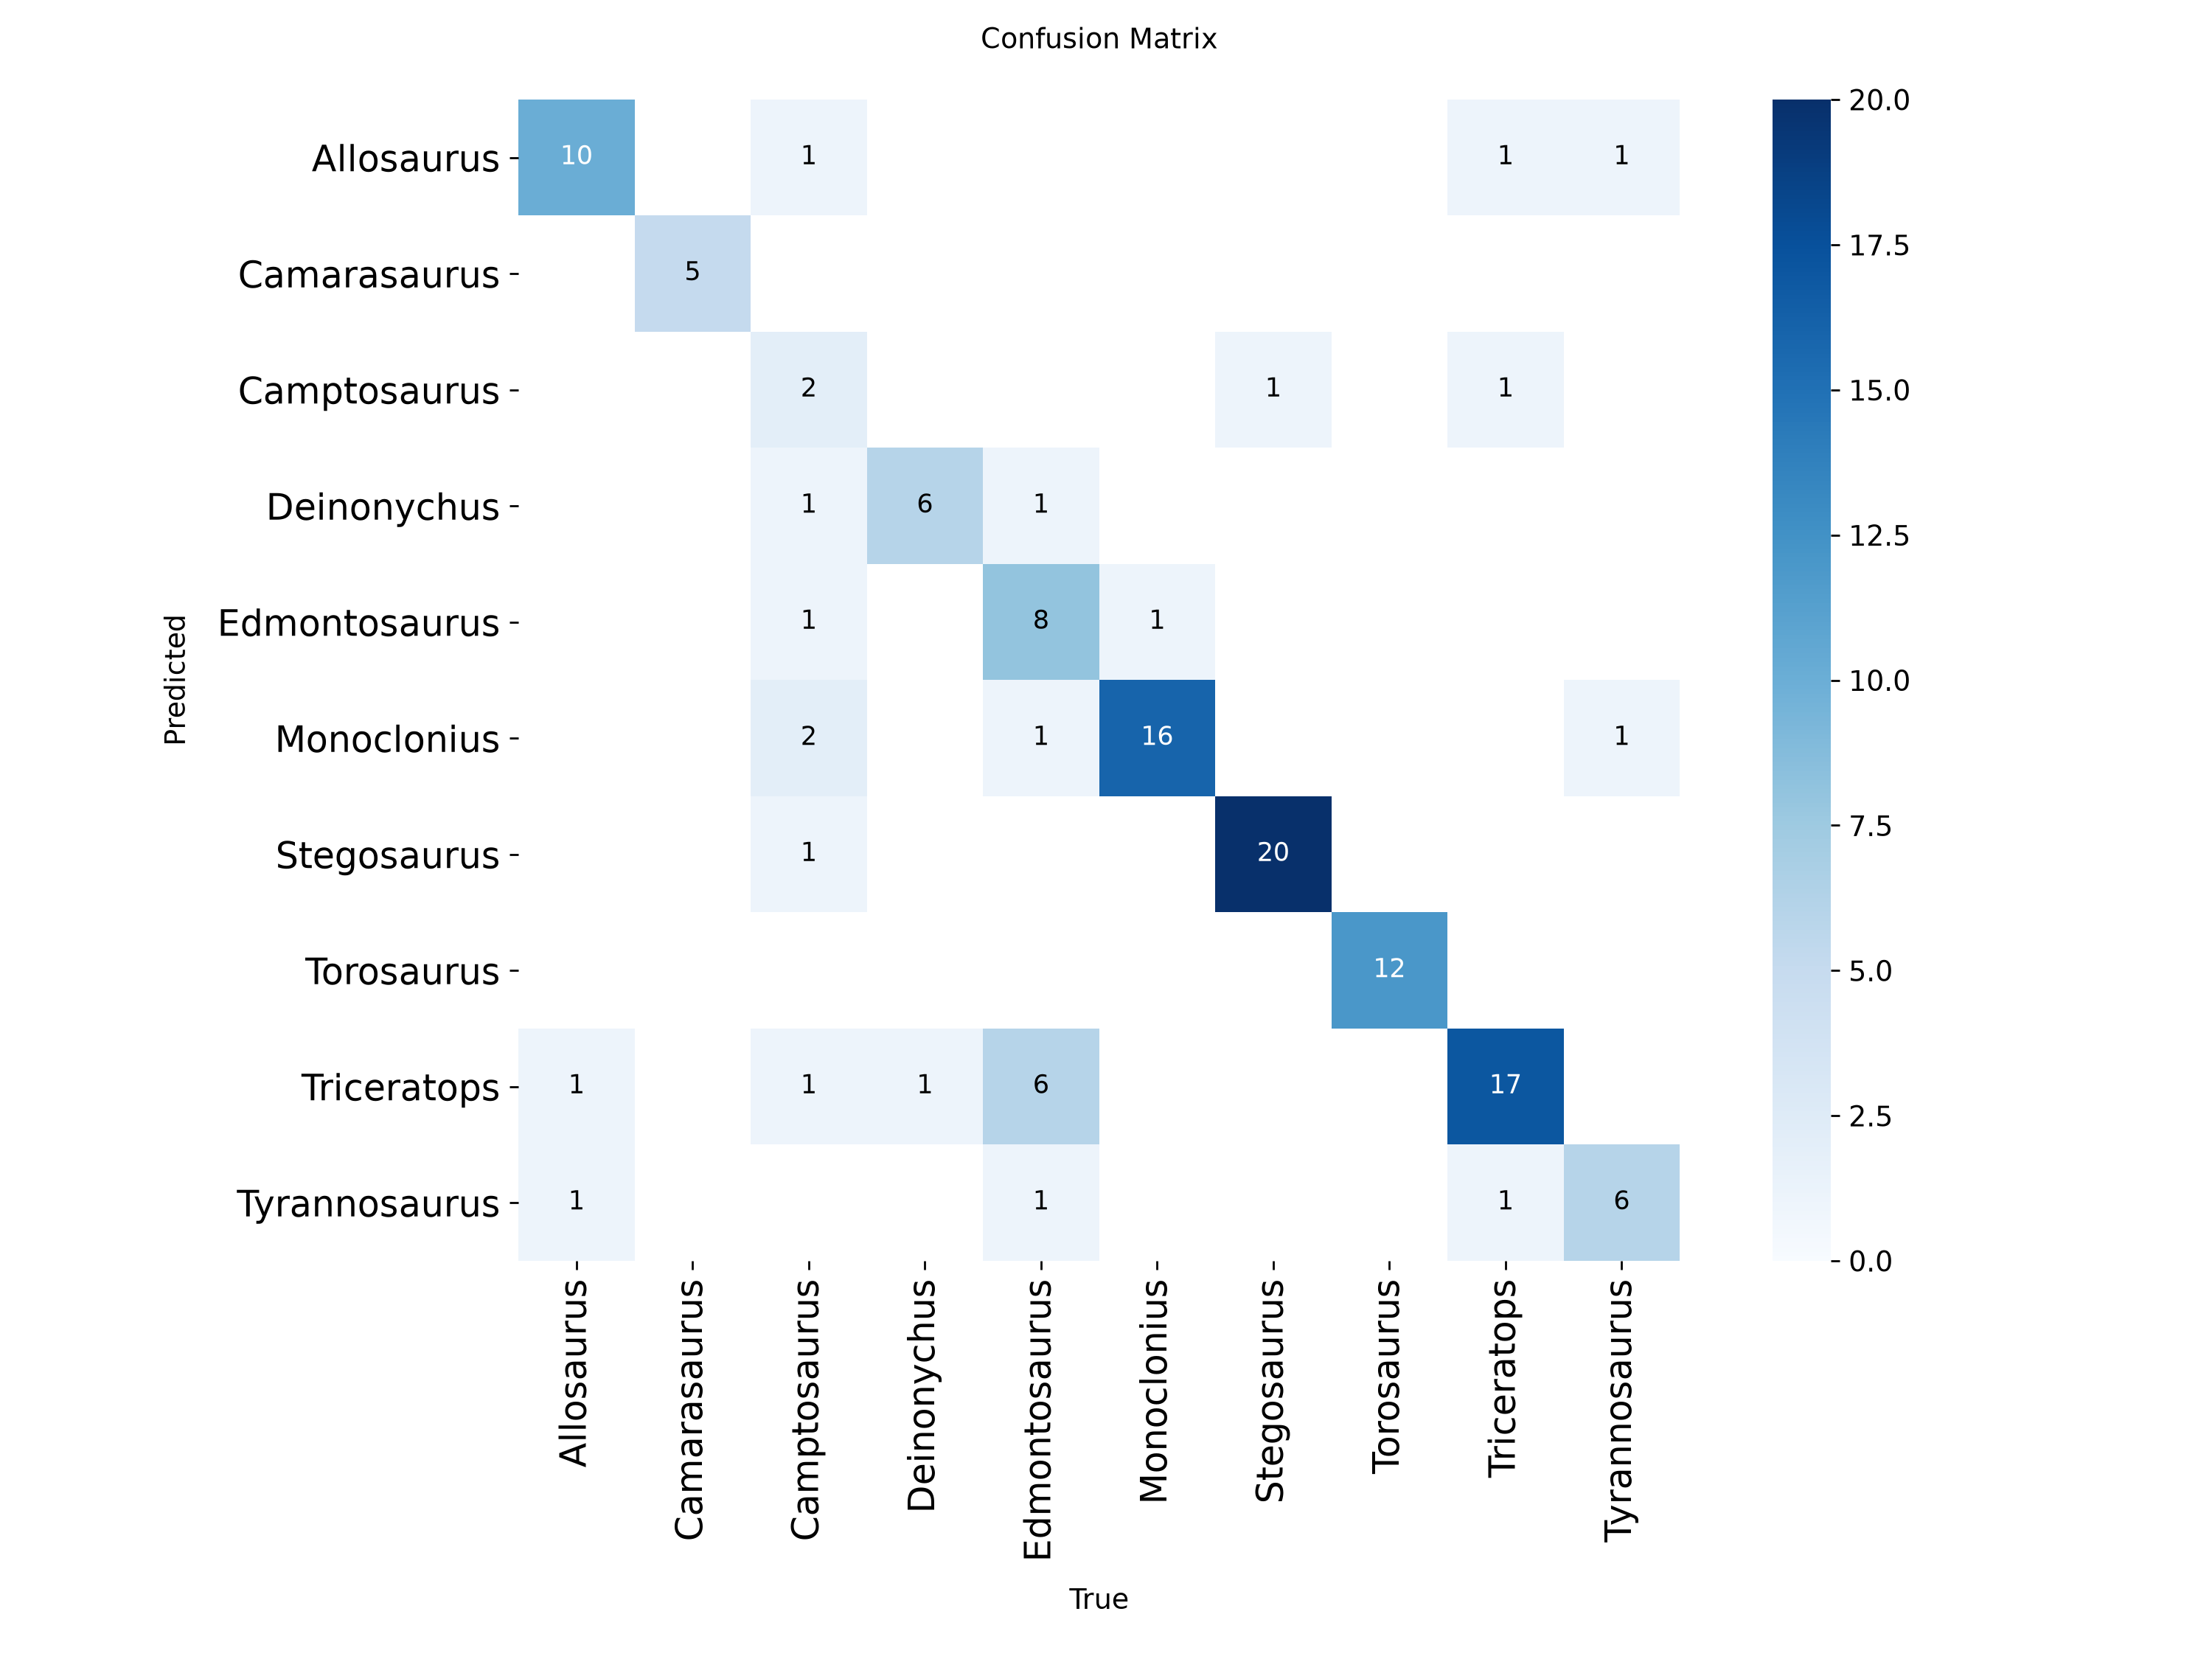 Confusion Matrix
Allosaurus 10 1 1 1
Camarasaurus 5
Camptosaurus 2 1 1
Deinonychus 1 6 1
Edmontosaurus 1 8 1
Monoclonius 2 1 16 1
Stegosaurus 1 20
Torosaurus 12
Triceratops 1 1 1 6 17
Tyrannosaurus 1 1 1 6
Predicted
Allosaurus
Camarasaurus
Camptosaurus
Deinonychus
Edmontosaurus
Monoclonius
Stegosaurus
Torosaurus
Triceratops
Tyrannosaurus
True
20.0
17.5
15.0
12.5
10.0
7.5
5.0
2.5
0.0